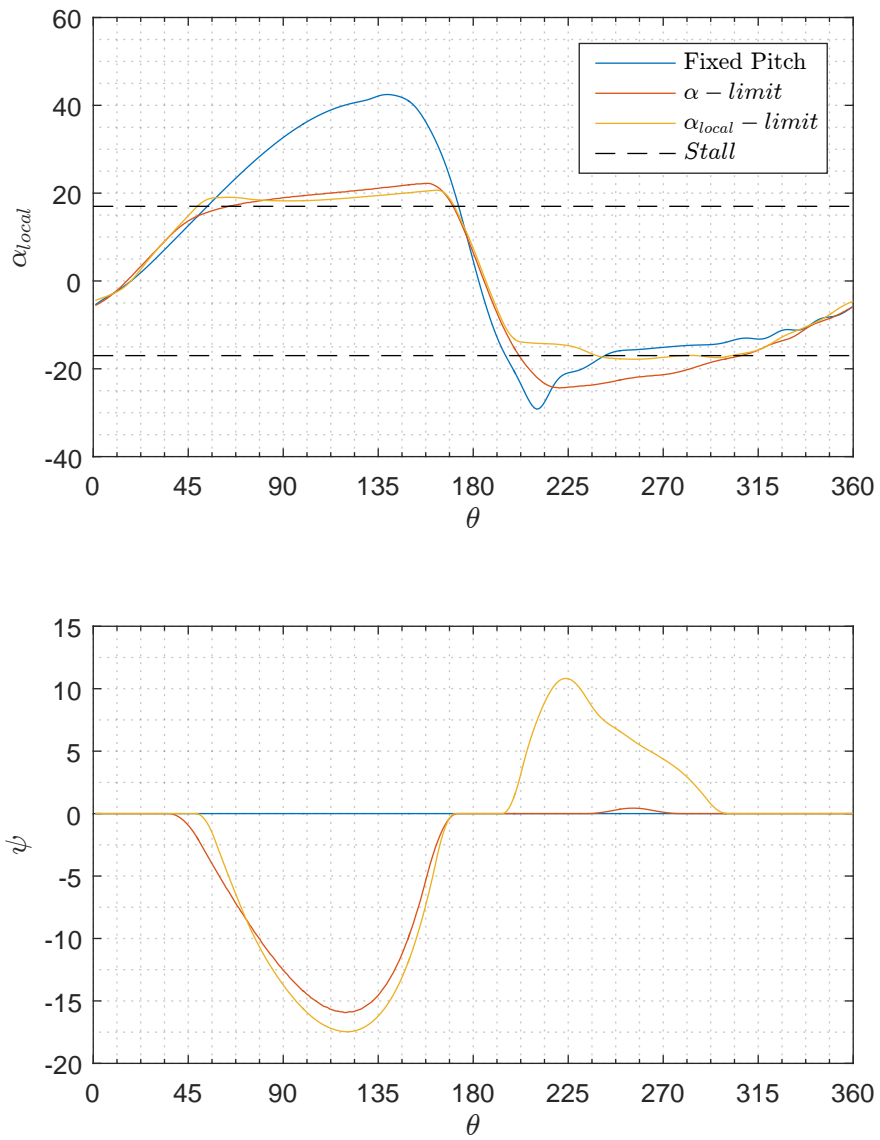 60
40
20
0
-20
-40
α_local
0 45 90 135 180 225 270 315 360
θ
Fixed Pitch
α − limit
α_local − limit
Stall
15
10
5
0
-5
-10
-15
-20
ψ
0 45 90 135 180 225 270 315 360
θ